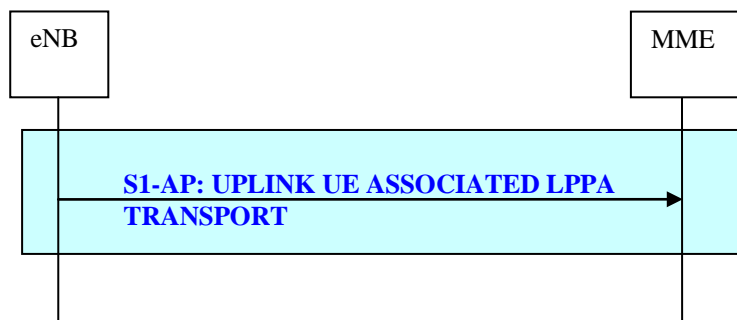 eNB
MME
S1-AP: UPLINK UE ASSOCIATED LPPA
TRANSPORT